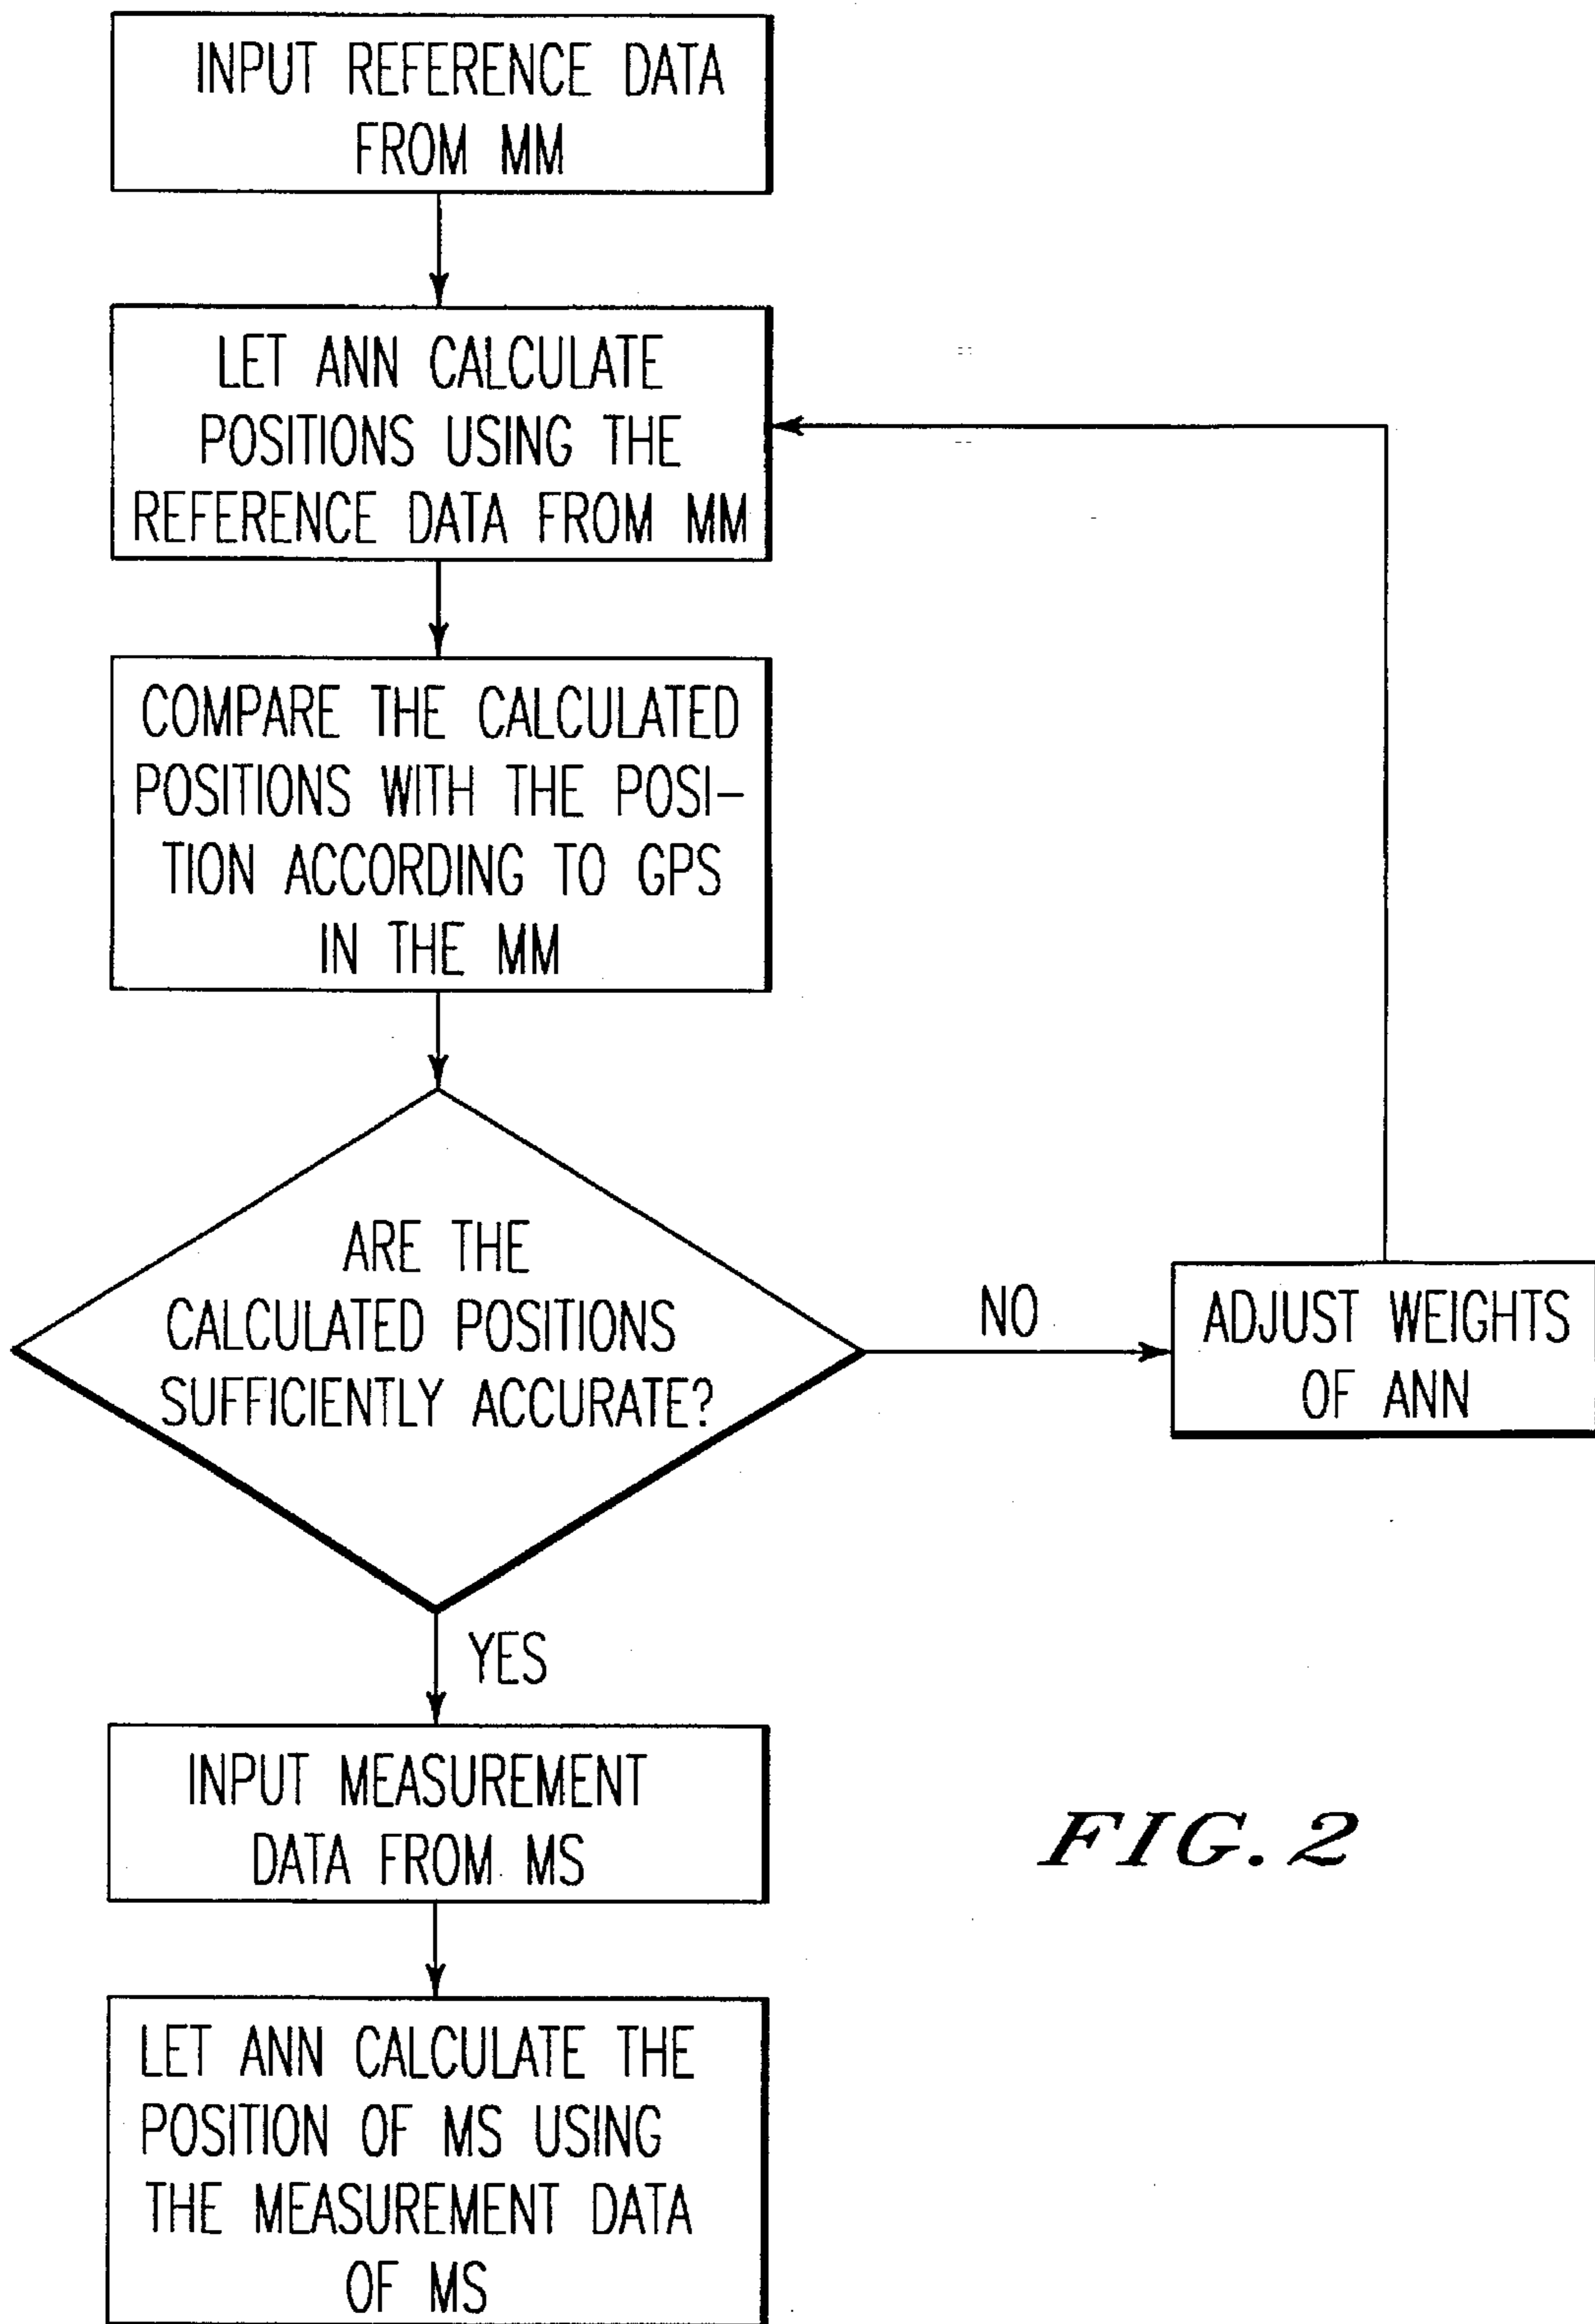 INPUT REFERENCE DATA
FROM MM
LET ANN CALCULATE
POSITIONS USING THE
REFERENCE DATA FROM MM
COMPARE THE CALCULATED
POSITIONS WITH THE POSI-
TION ACCORDING TO GPS
IN THE MM
ARE THE
CALCULATED POSITIONS
SUFFICIENTLY ACCURATE?
NO
ADJUST WEIGHTS
OF ANN
YES
INPUT MEASUREMENT
DATA FROM MS
LET ANN CALCULATE THE
POSITION OF MS USING
THE MEASUREMENT DATA
OF MS
FIG. 2